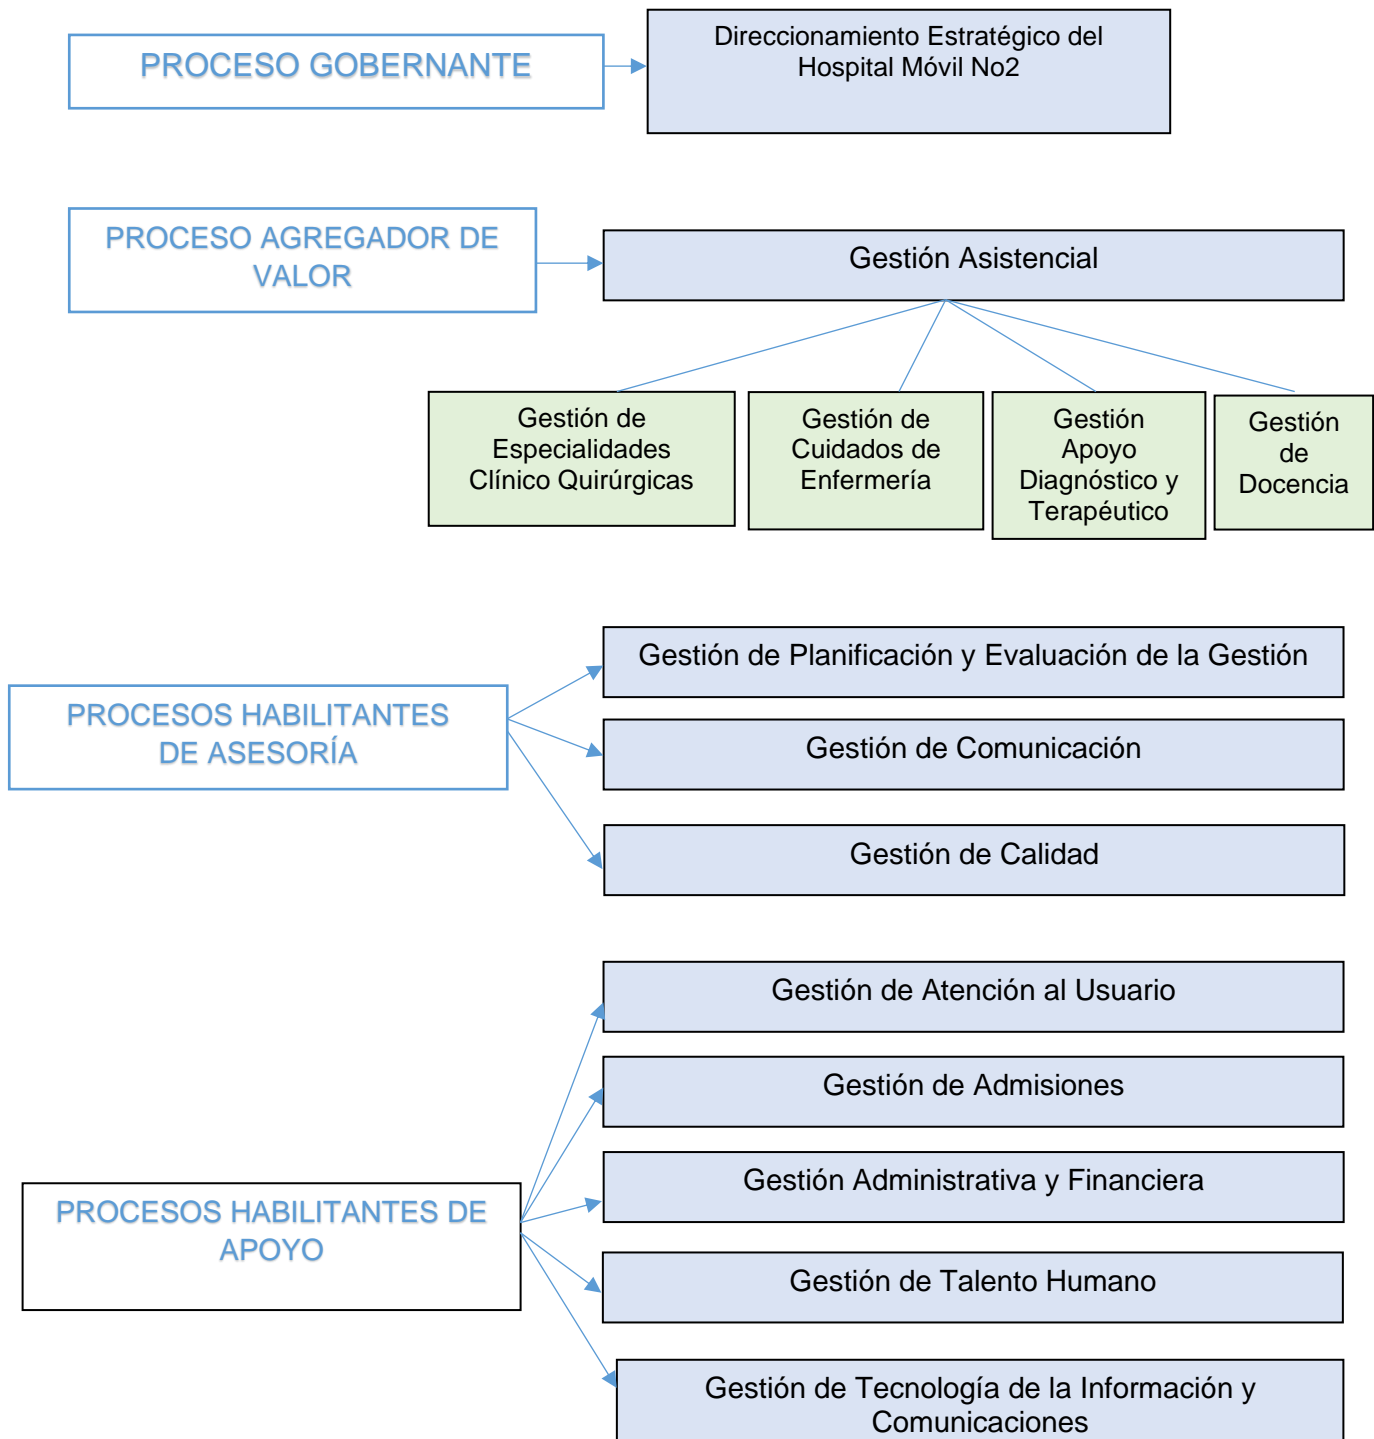 PROCESO GOBERNANTE
Direccionamiento Estratégico del
Hospital Móvil No2
PROCESO AGREGADOR DE
VALOR
Gestión Asistencial
Gestión de
Especialidades
Clínico Quirúrgicas
Gestión de
Cuidados de
Enfermería
Gestión
Apoyo
Diagnóstico y
Terapéutico
Gestión
de
Docencia
PROCESOS HABILITANTES
DE ASESORÍA
Gestión de Planificación y Evaluación de la Gestión
Gestión de Comunicación
Gestión de Calidad
PROCESOS HABILITANTES DE
APOYO
Gestión de Atención al Usuario
Gestión de Admisiones
Gestión Administrativa y Financiera
Gestión de Talento Humano
Gestión de Tecnología de la Información y
Comunicaciones